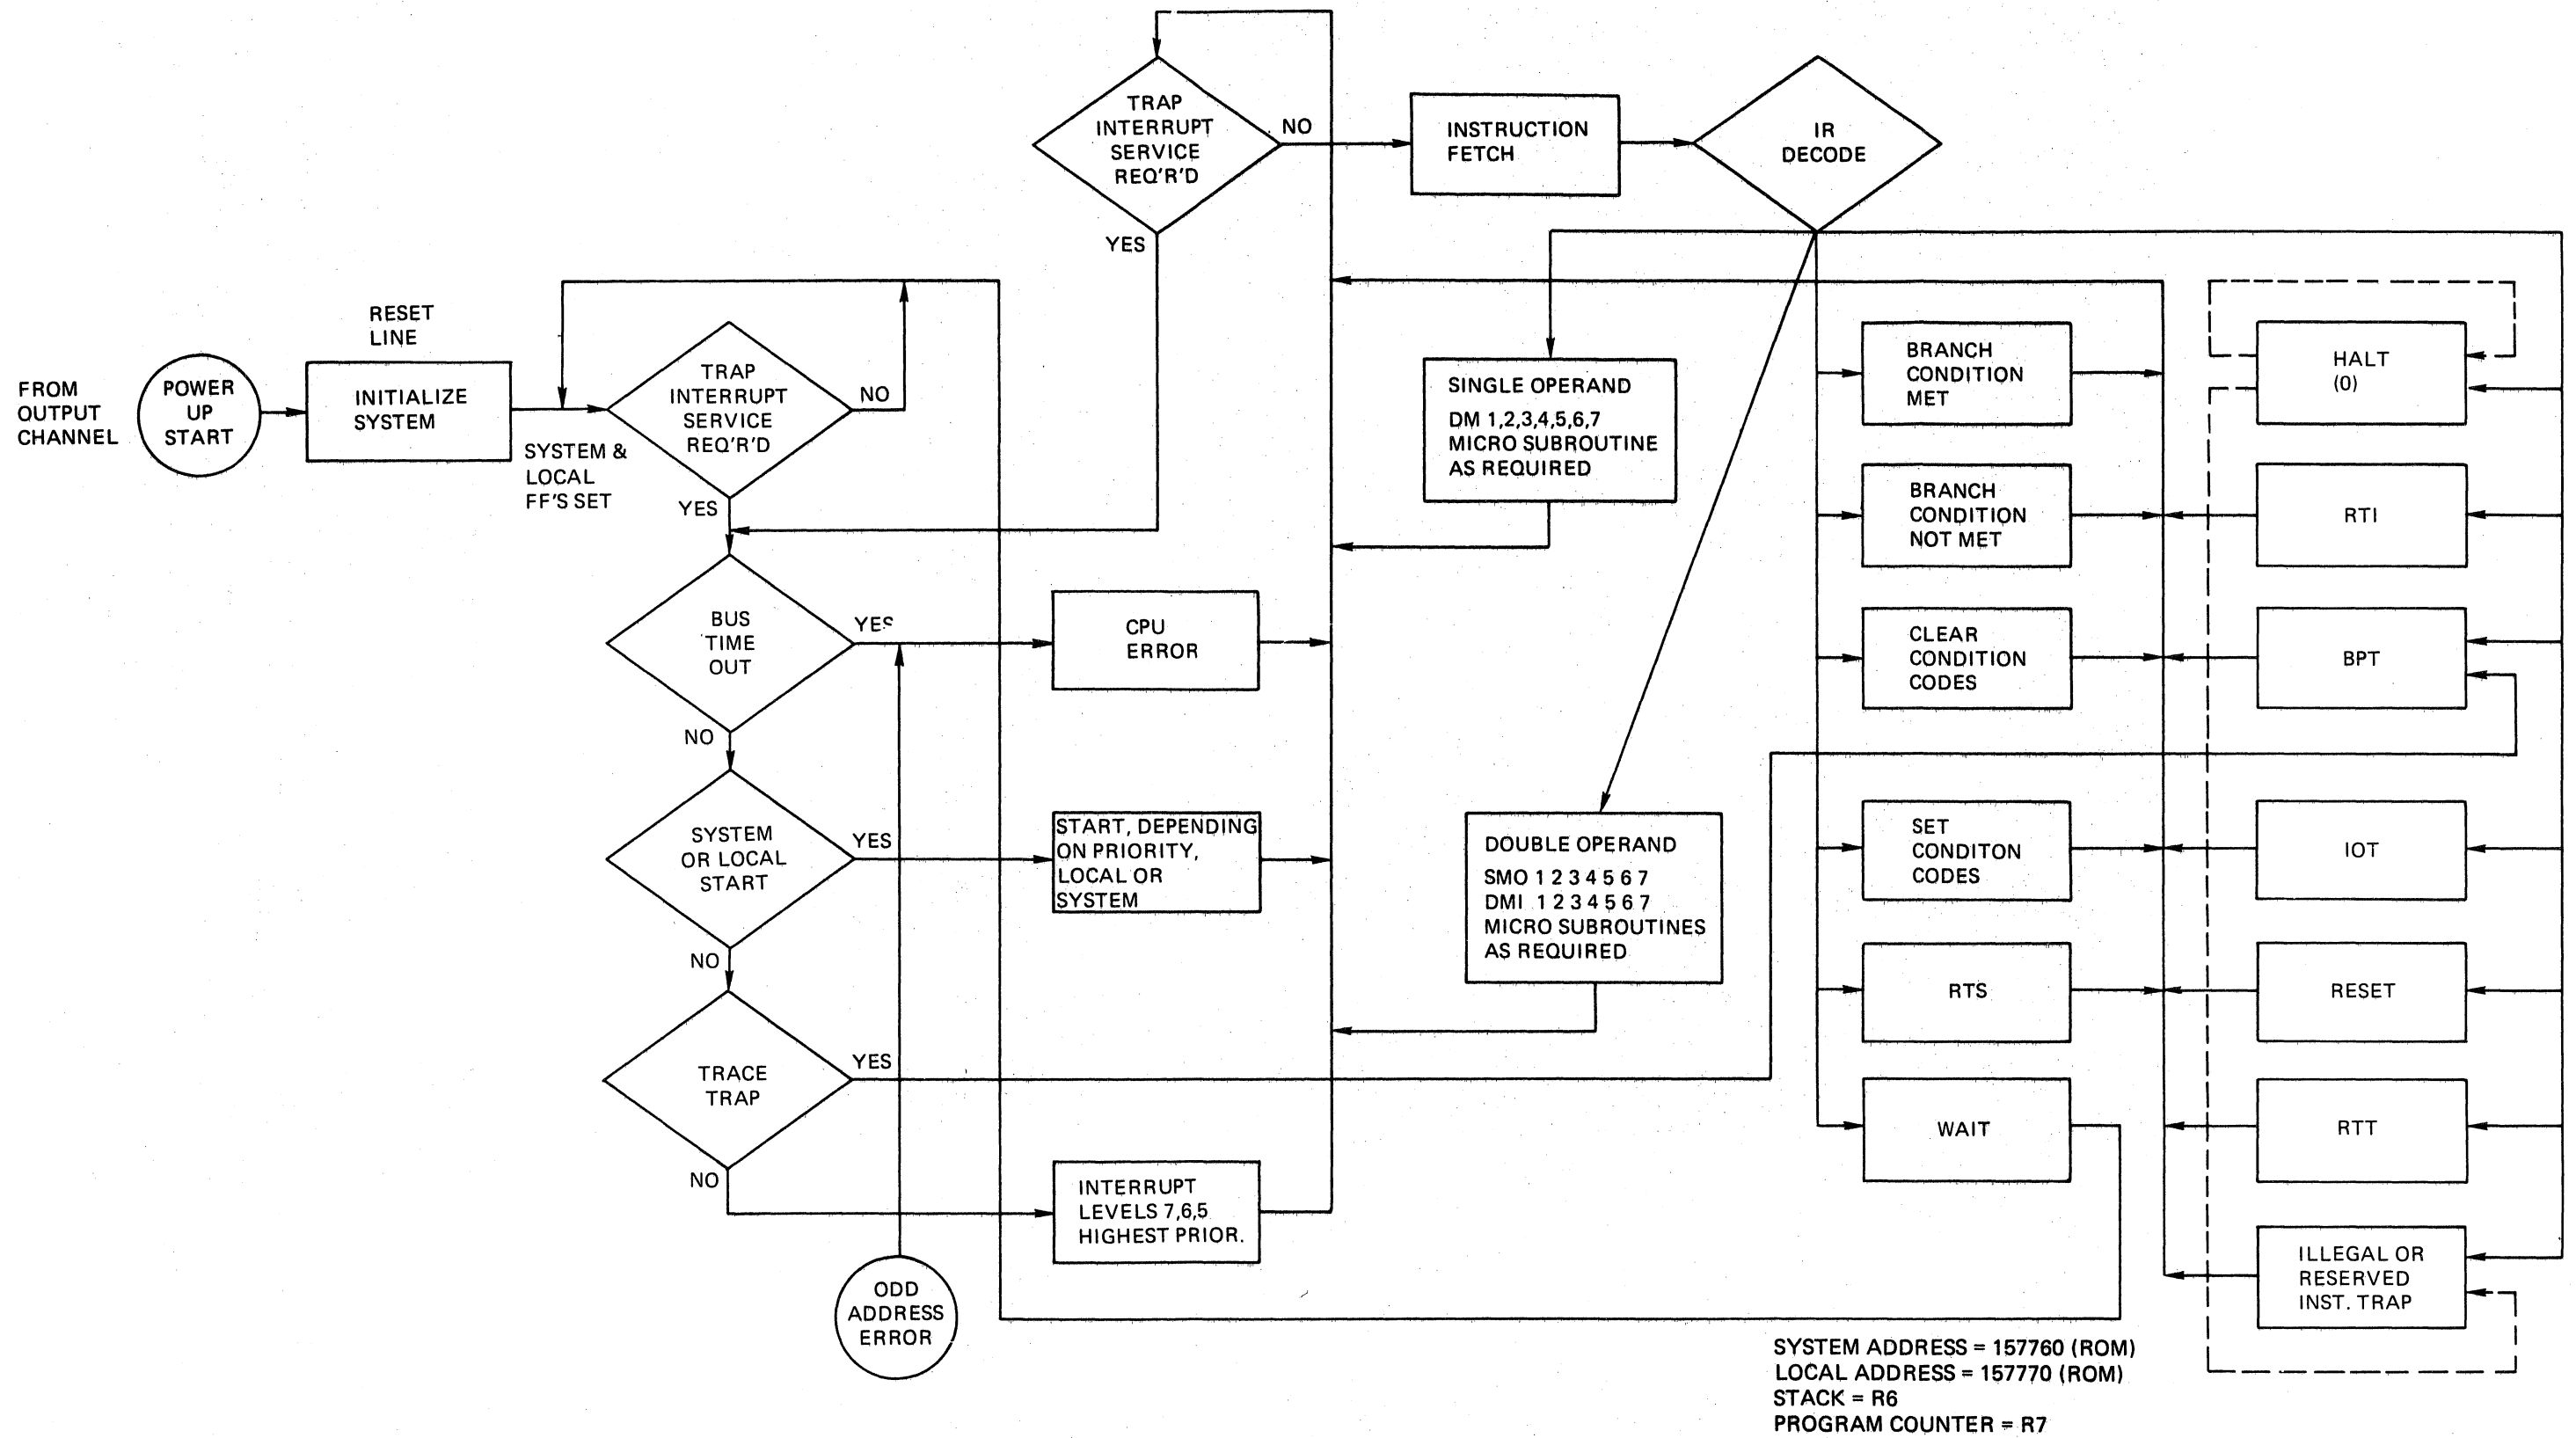 TRAP
INTERRUPT
SERVICE
REQ'R'D
NO
YES
INSTRUCTION
FETCH
IR
DECODE
FROM
OUTPUT
CHANNEL
POWER
UP
START
RESET
LINE
INITIALIZE
SYSTEM
SYSTEM &
LOCAL
FF'S SET
TRAP
INTERRUPT
SERVICE
REQ'R'D
NO
YES
BUS
TIME
OUT
YES
NO
CPU
ERROR
SYSTEM
OR LOCAL
START
YES
NO
START, DEPENDING
ON PRIORITY,
LOCAL OR
SYSTEM
TRACE
TRAP
YES
NO
INTERRUPT
LEVELS 7,6,5
HIGHEST PRIOR.
ODD
ADDRESS
ERROR
SINGLE OPERAND
DM 1,2,3,4,5,6,7
MICRO SUBROUTINE
AS REQUIRED
DOUBLE OPERAND
SMO 1 2 3 4 5 6 7
DMI 1 2 3 4 5 6 7
MICRO SUBROUTINES
AS REQUIRED
BRANCH
CONDITION
MET
BRANCH
CONDITION
NOT MET
CLEAR
CONDITION
CODES
SET
CONDITON
CODES
RTS
WAIT
HALT
(0)
RTI
BPT
IOT
RESET
RTT
ILLEGAL OR
RESERVED
INST. TRAP
SYSTEM ADDRESS = 157760 (ROM)
LOCAL ADDRESS = 157770 (ROM)
STACK = R6
PROGRAM COUNTER = R7